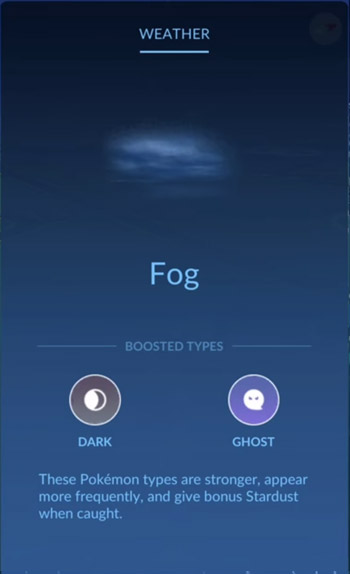 WEATHER
Fog
BOOSTED TYPES
DARK
GHOST
These Pokémon types are stronger, appear
more frequently, and give bonus Stardust
when caught.